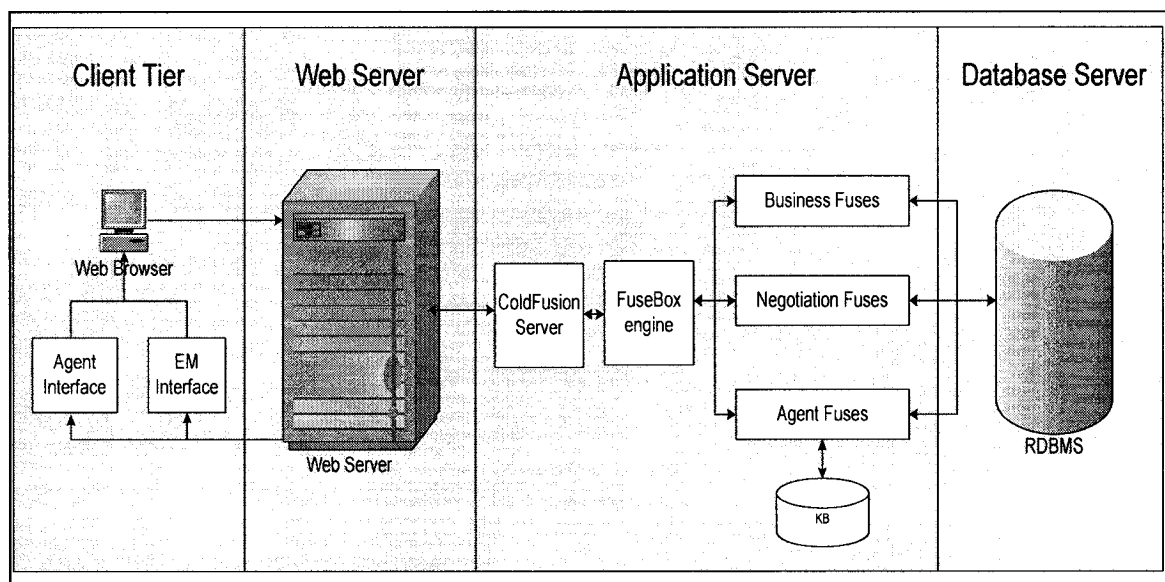 Client Tier
Web Server
Application Server
Database Server
Web Browser
Agent
Interface
EM
Interface
Web Server
ColdFusion
Server
FuseBox
engine
Business Fuses
Negotiation Fuses
Agent Fuses
KB
RDBMS